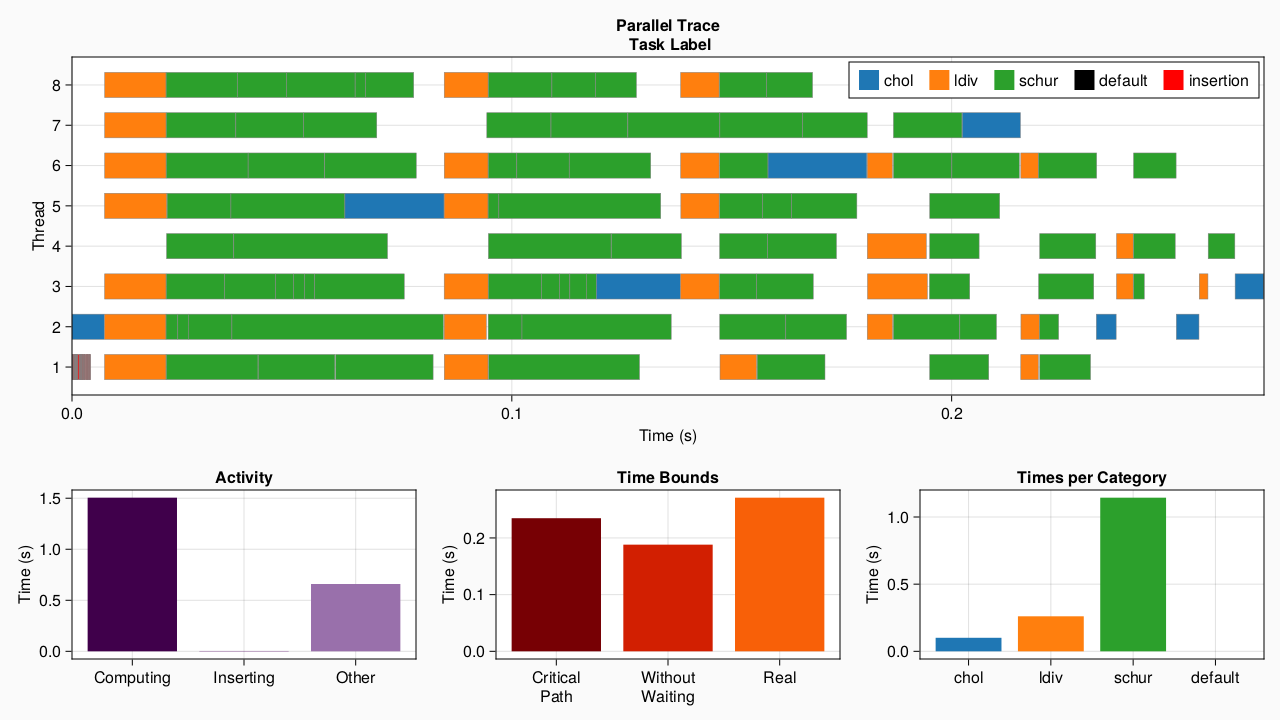 Parallel Trace
Task Label
chol ldiv schur default insertion
Thread
8
7
6
5
4
3
2
1
0.0 0.1 0.2
Time (s)
Activity
Time (s)
1.5
1.0
0.5
0.0
Computing Inserting Other
Time Bounds
Time (s)
0.2
0.1
0.0
Critical Path Without Waiting Real
Times per Category
Time (s)
1.0
0.5
0.0
chol ldiv schur default